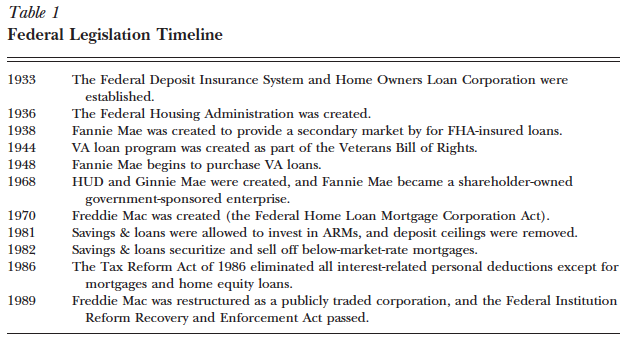 Table 1
Federal Legislation Timeline
1933 The Federal Deposit Insurance System and Home Owners Loan Corporation were
established.
1936 The Federal Housing Administration was created.
1938 Fannie Mae was created to provide a secondary market by for FHA-insured loans.
1944 VA loan program was created as part of the Veterans Bill of Rights.
1948 Fannie Mae begins to purchase VA loans.
1968 HUD and Ginnie Mae were created, and Fannie Mae became a shareholder-owned
government-sponsored enterprise.
1970 Freddie Mac was created (the Federal Home Loan Mortgage Corporation Act).
1981 Savings & loans were allowed to invest in ARMs, and deposit ceilings were removed.
1982 Savings & loans securitize and sell off below-market-rate mortgages.
1986 The Tax Reform Act of 1986 eliminated all interest-related personal deductions except for
mortgages and home equity loans.
1989 Freddie Mac was restructured as a publicly traded corporation, and the Federal Institution
Reform Recovery and Enforcement Act passed.